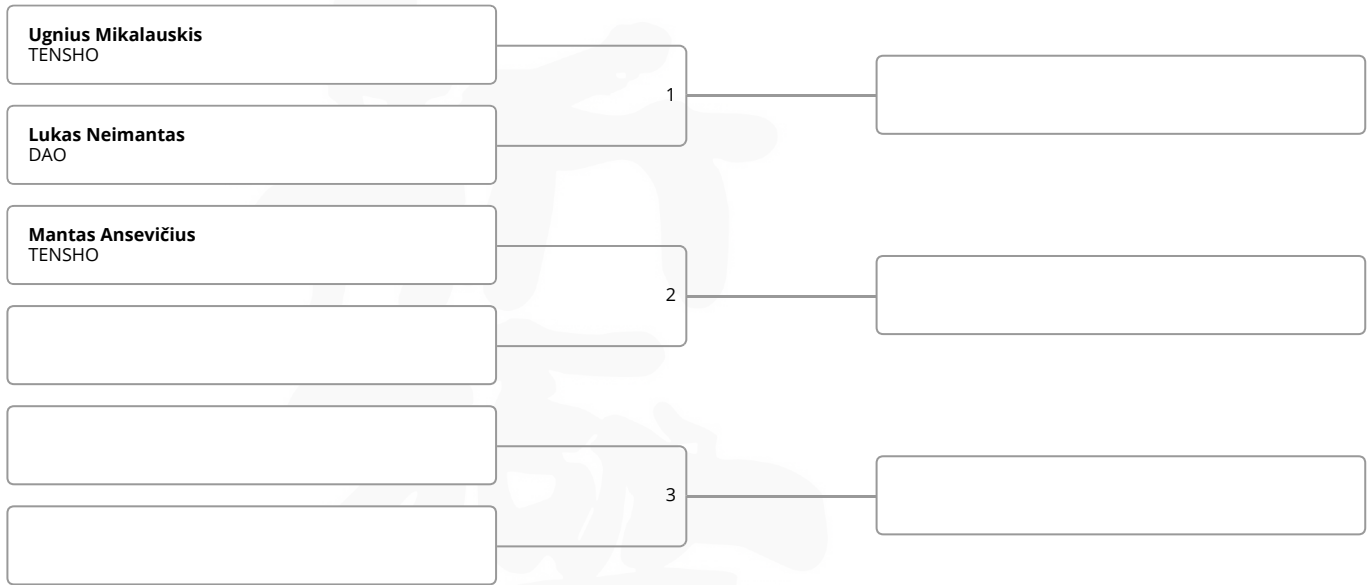 Ugnius Mikalauskis
TENSHO
1
Lukas Neimantas
DAO
Mantas Ansevičius
TENSHO
2
3